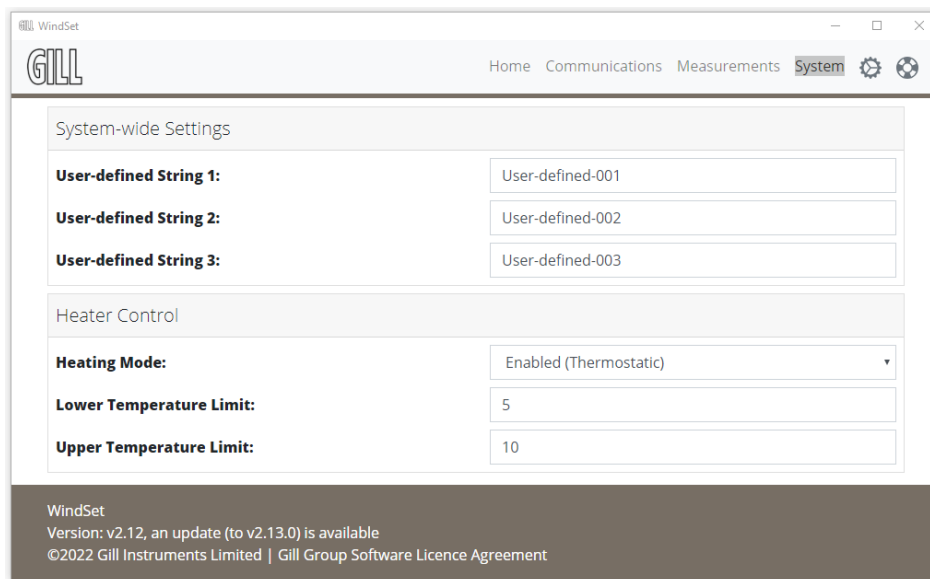 GILL WindSet
GILL
Home Communications Measurements System
System-wide Settings
User-defined String 1: User-defined-001
User-defined String 2: User-defined-002
User-defined String 3: User-defined-003
Heater Control
Heating Mode: Enabled (Thermostatic)
Lower Temperature Limit: 5
Upper Temperature Limit: 10
WindSet
Version: v2.12, an update (to v2.13.0) is available
©2022 Gill Instruments Limited | Gill Group Software Licence Agreement